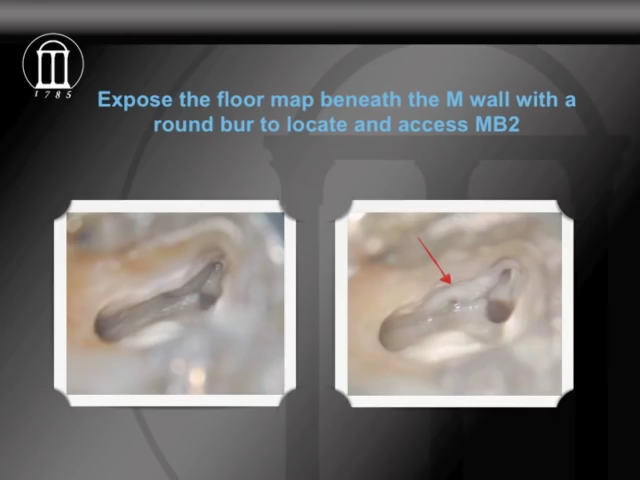 1785
Expose the floor map beneath the M wall with a
round bur to locate and access MB2